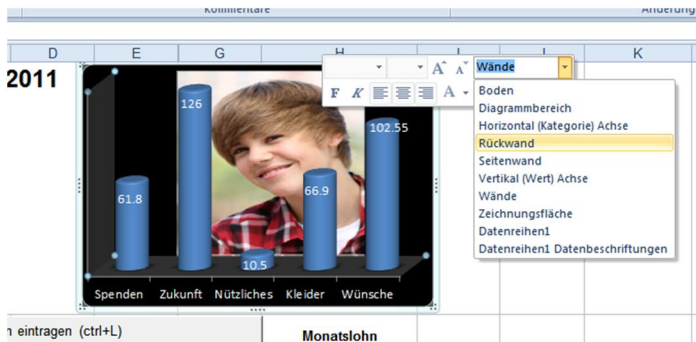 Kommentare
Änderung
D E G H I J K
2011
Wände
F K A
Boden
Diagrammbereich
Horizontal (Kategorie) Achse
Rückwand
Seitenwand
Vertikal (Wert) Achse
Wände
Zeichnungsfläche
Datenreihen1
Datenreihen1 Datenbeschriftungen
126
102.55
61.8
66.9
10.5
Spenden Zukunft Nützliches Kleider Wünsche
n eintragen (ctrl+L)
Monatslohn